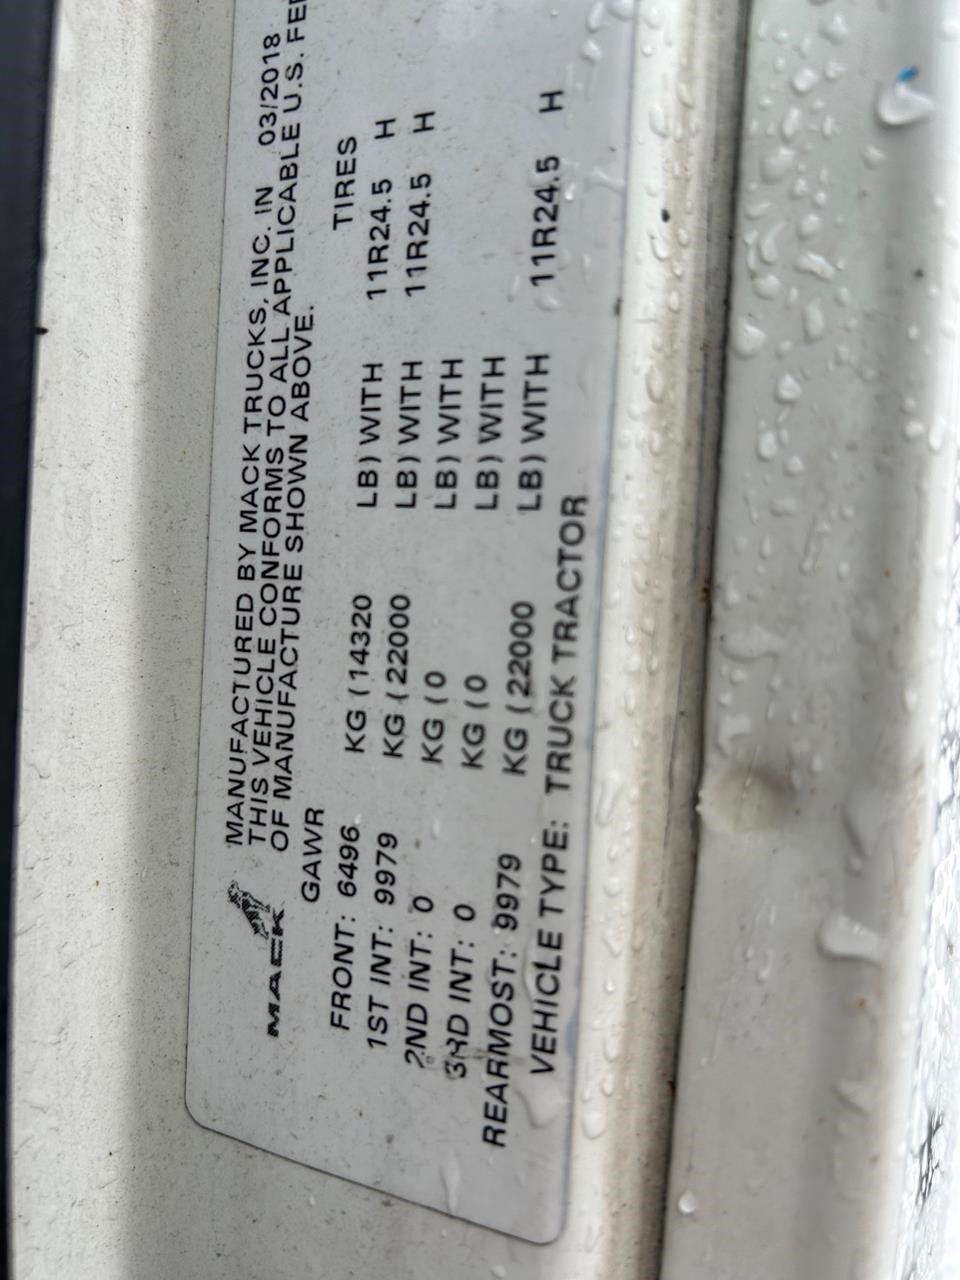 MACK
MANUFACTURED BY MACK TRUCKS, INC. IN 03/2018
THIS VEHICLE CONFORMS TO ALL APPLICABLE U.S.
OF MANUFACTURE SHOWN ABOVE.
GAWR TIRES
FRONT: 6496 KG (14320 LB) WITH 11R24.5 H
1ST INT: 9979 KG (22000 LB) WITH 11R24.5 H
2ND INT: 0 KG (0 LB) WITH
3RD INT: 0 KG (0 LB) WITH
REARMOST: 9979 KG (22000 LB) WITH 11R24.5 H
VEHICLE TYPE: TRUCK TRACTOR